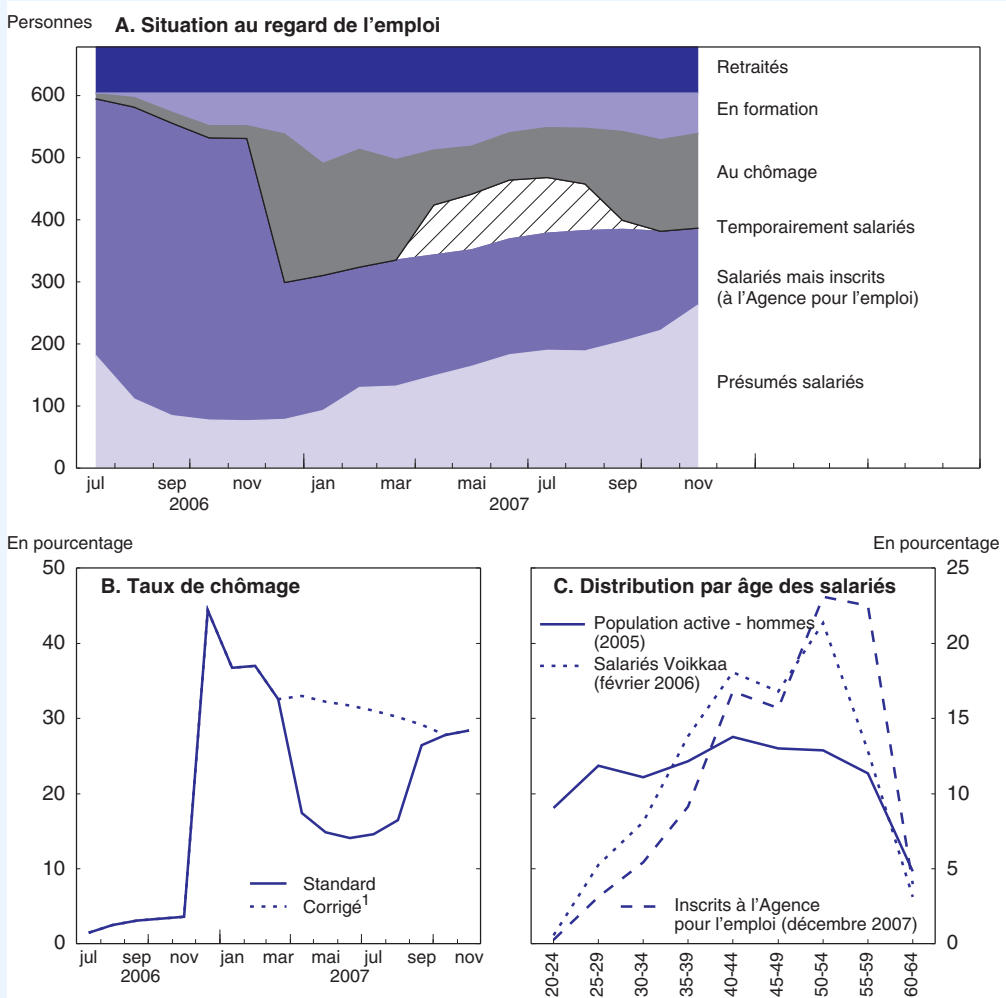 Personnes
A. Situation au regard de l'emploi
600
500
400
300
200
100
0
Retraités
En formation
Au chômage
Temporairement salariés
Salariés mais inscrits
(à l'Agence pour l'emploi)
Présumés salariés
jul sep nov jan mar mai jul sep nov
2006 2007
En pourcentage
B. Taux de chômage
50
40
30
20
10
0
Standard
Corrigé1
jul sep nov jan mar jul sep nov
2006 2007
En pourcentage
C. Distribution par âge des salariés
25
20
15
10
5
0
Population active - hommes
(2005)
Salariés Voikkaa
(février 2006)
Inscrits à l'Agence
pour l'emploi (décembre 2007)
20-24
25-29
30-34
35-39
40-44
45-49
50-54
55-59
60-64